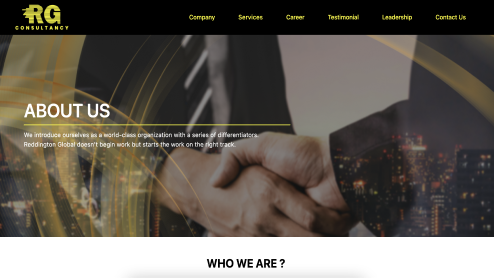 RG
CONSULTANCY
Company Services Career Testimonial Leadership Contact Us
ABOUT US
We introduce ourselves as a world-class organization with a series of differentiators.
Reddington Global doesn't begin work but starts the work on the right track.
WHO WE ARE ?